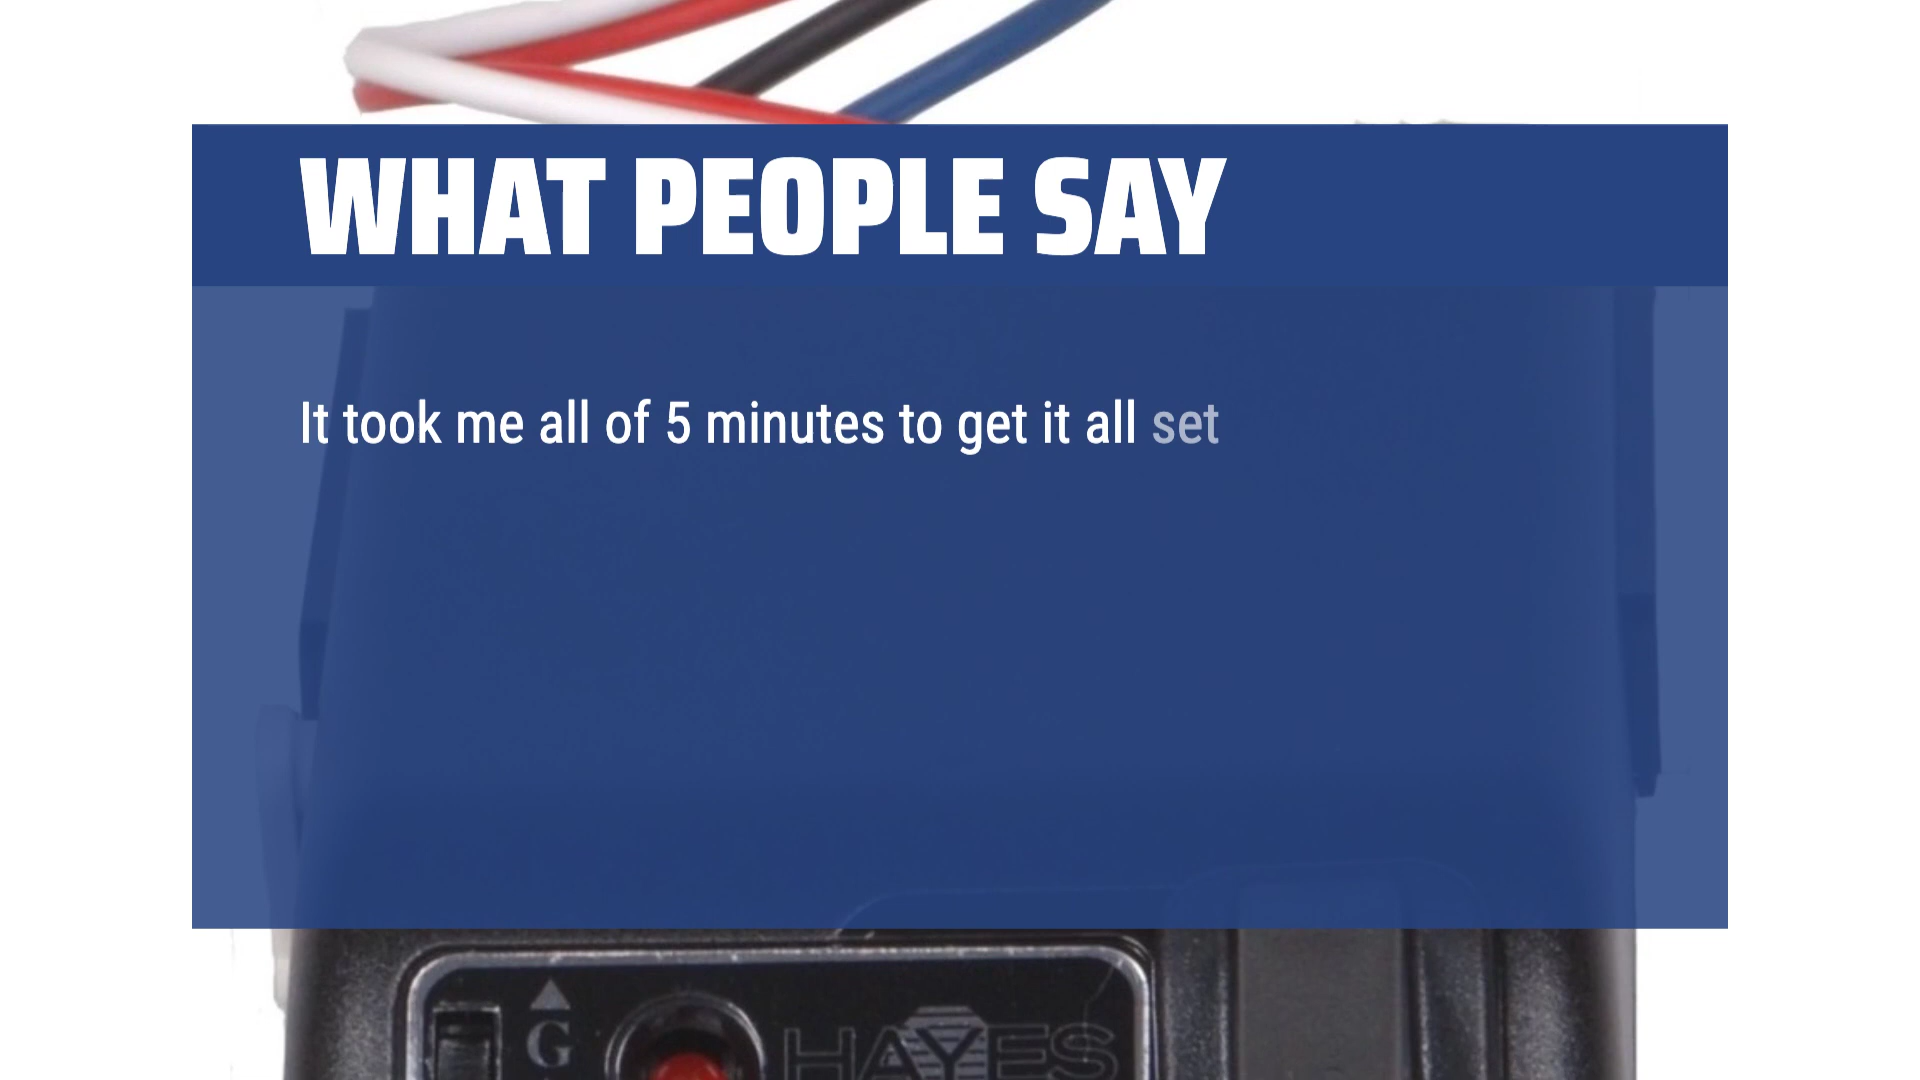 WHAT PEOPLE SAY
It took me all of 5 minutes to get it all set
G
HAYES